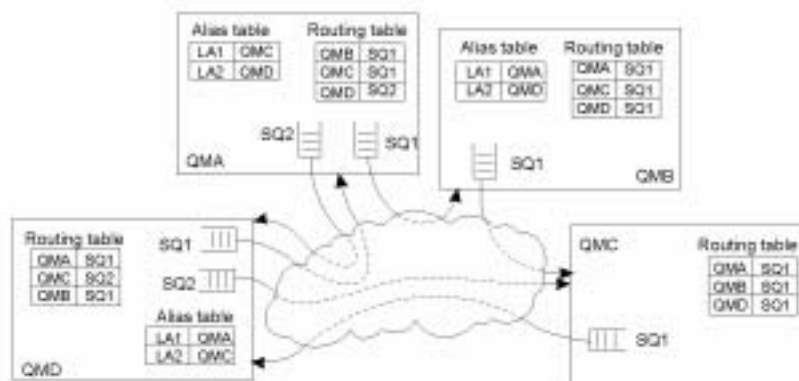 Alias table
LA1 QMC
LA2 QMD
Routing table
QMB SQ1
QMC SQ1
QMD SQ2
SQ2
SQ1
QMA
Alias table
LA1 QMA
LA2 QMD
Routing table
QMA SQ1
QMC SQ1
QMD SQ1
SQ1
QMB
Routing table
QMA SQ1
QMC SQ2
QMB SQ1
SQ1
SQ2
Alias table
LA1 QMA
LA2 QMC
QMD
QMC
Routing table
QMA SQ1
QMB SQ1
QMD SQ1
SQ1